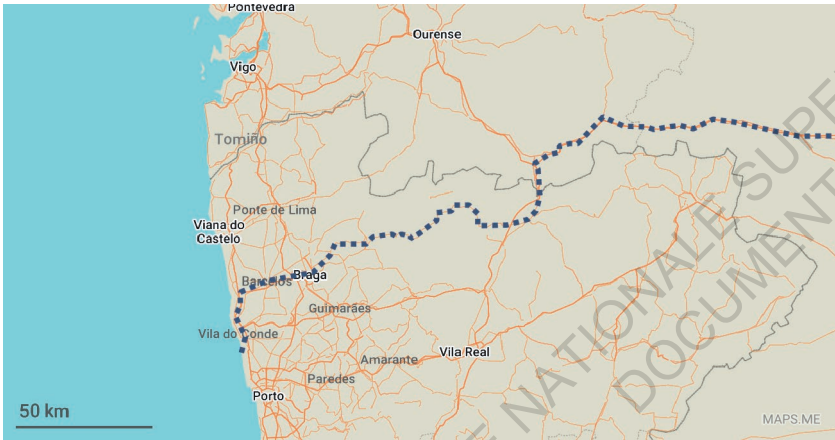 Pontevedra
Ourense
Vigo
Tomiño
Ponte de Lima
Viana do
Castelo
Braga
Barcelos
Guimarães
Vila do Conde
Vila Real
Amarante
Paredes
Porto
50 km
MAPS.ME
E NATIONALE SUPE
DOCUMENT